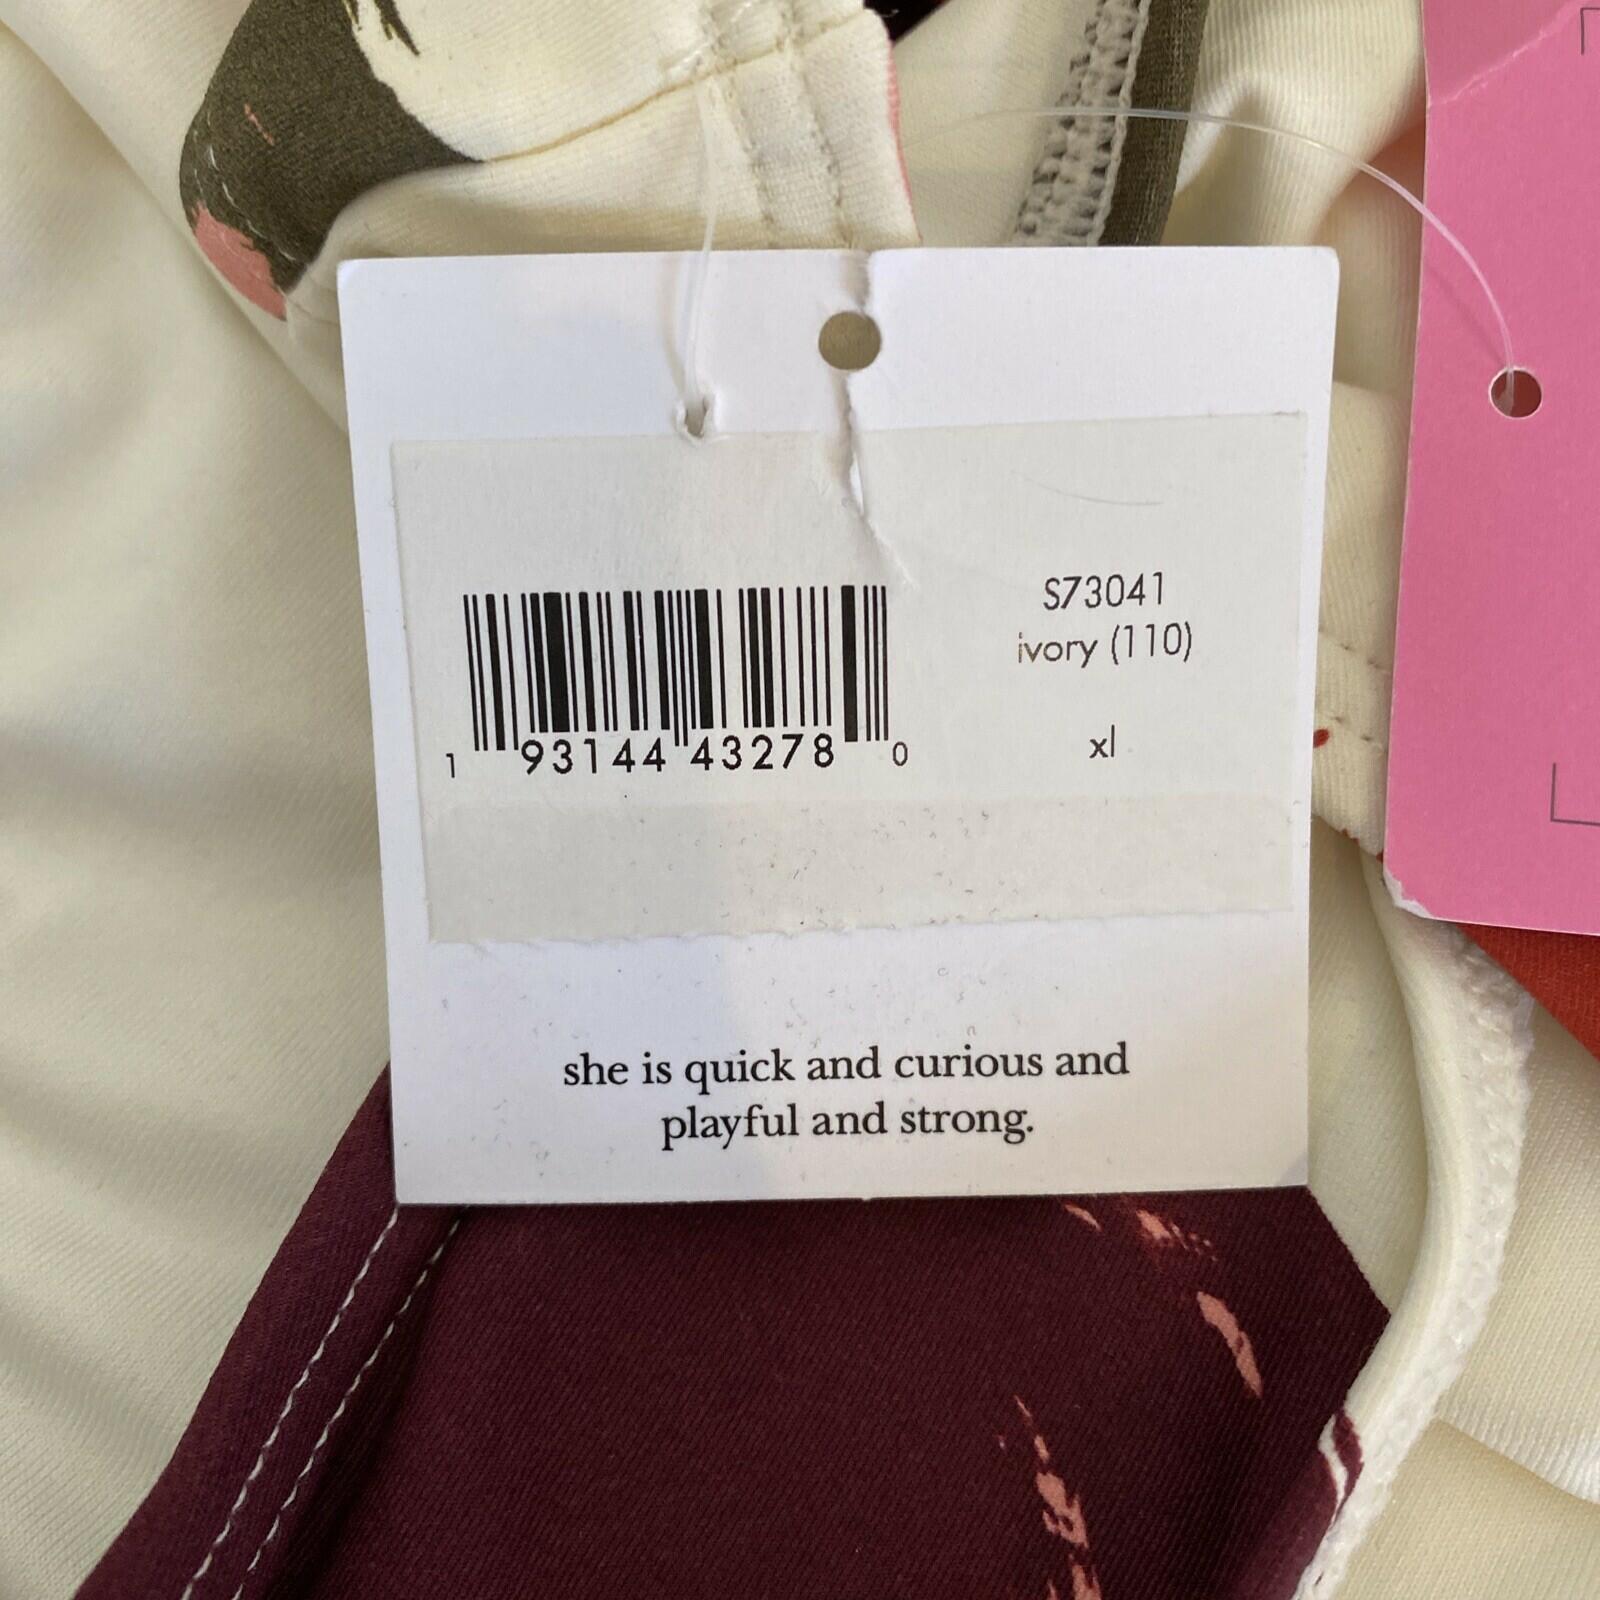 S73041
ivory (110)
xl
1 93144 43278 0
she is quick and curious and
playful and strong.